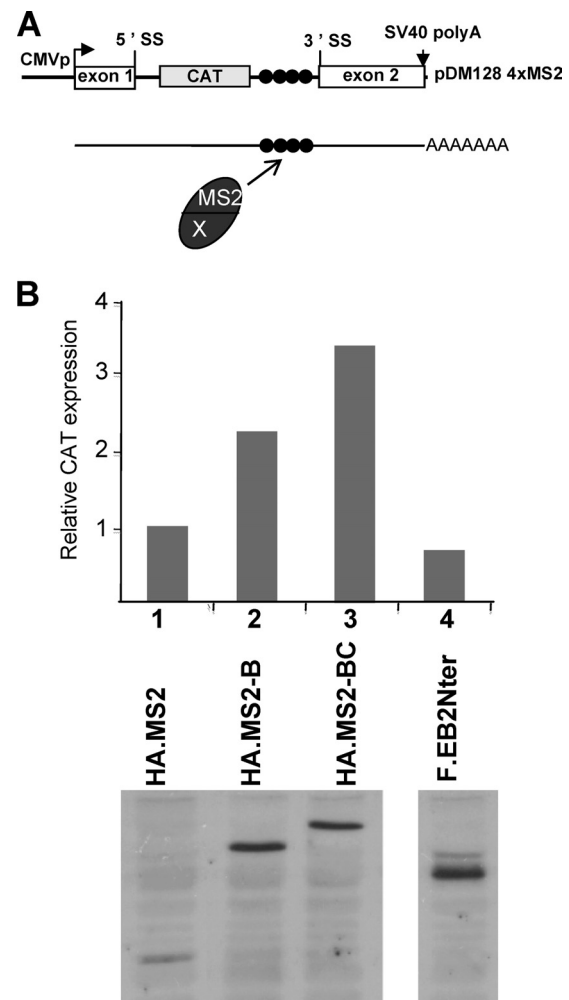 A
5 ' SS
3 ' SS
SV40 polyA
CMVp
exon 1
CAT
exon 2
pDM128 4xMS2
AAAAAAA
MS2
X
B
Relative CAT expression
4
3
2
1
1 2 3 4
HA.MS2
HA.MS2-B
HA.MS2-BC
F.EB2Nter